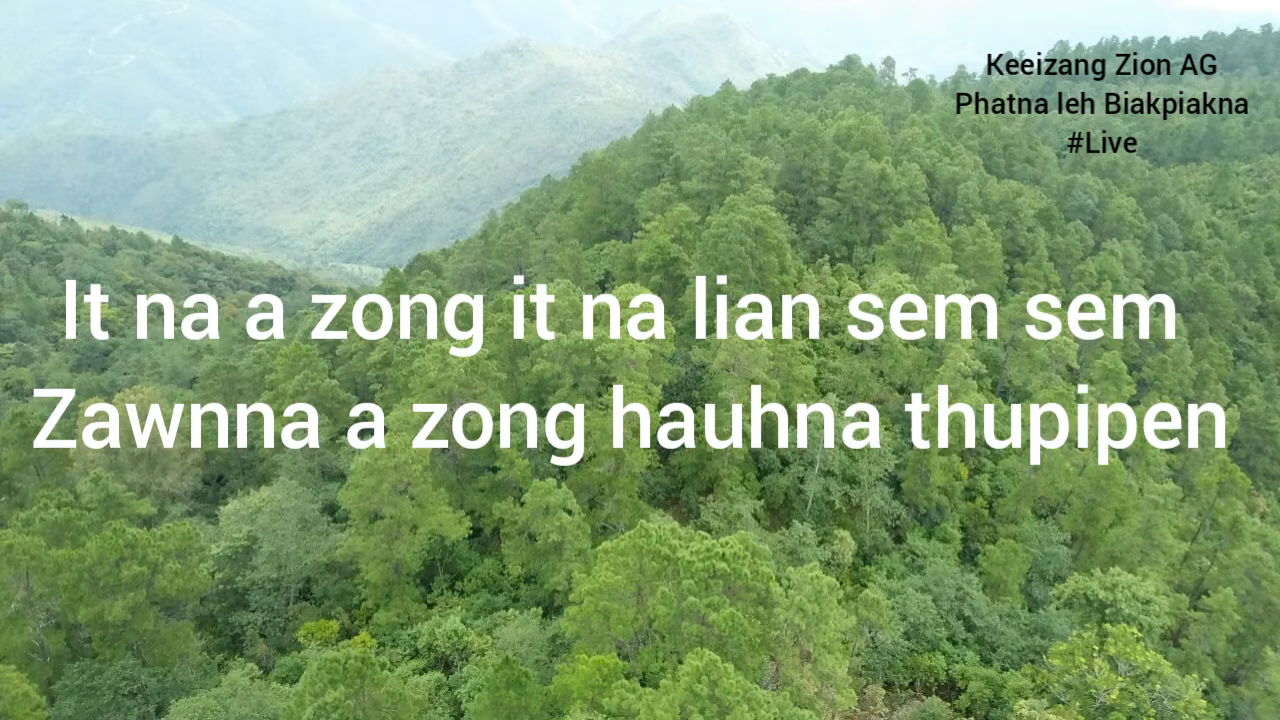 Keeizang Zion AG
Phatna leh Biakpiakna
#Live
It na a zong it na lian sem sem
Zawnna a zong hauhna thupipen